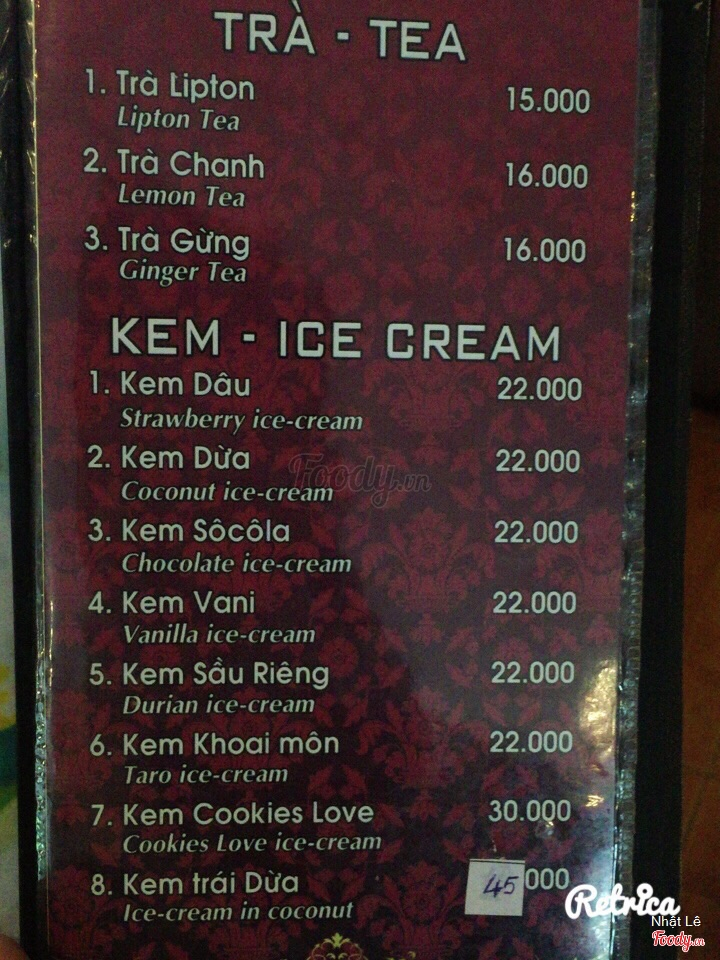 TRÀ - TEA
1. Trà Lipton 15.000
Lipton Tea
2. Trà Chanh 16.000
Lemon Tea
3. Trà Gừng 16.000
Ginger Tea
KEM - ICE CREAM
1. Kem Dâu 22.000
Strawberry ice-cream
2. Kem Dừa 22.000
Foody.vn
Coconut ice-cream
3. Kem Sôcôla 22.000
Chocolate ice-cream
4. Kem Vani 22.000
Vanilla ice-cream
5. Kem Sầu Riêng 22.000
Durian ice-cream
6. Kem Khoai môn 22.000
Taro ice-cream
7. Kem Cookies Love 30.000
Cookies Love ice-cream
8. Kem trái Dừa 45 000
Ice-cream in coconut
Retrica
Nhật Lê
Foody.vn